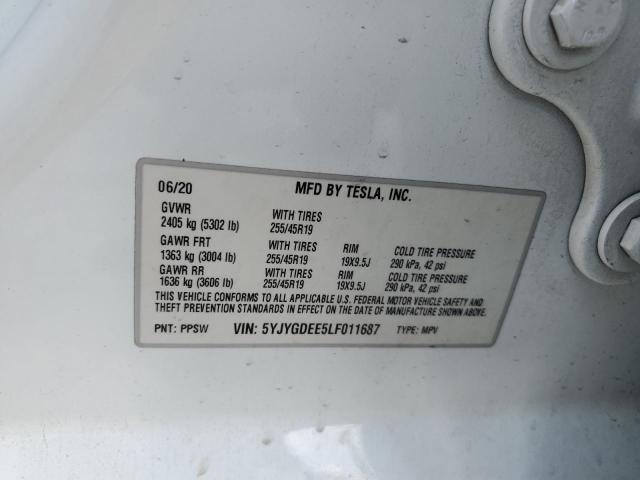 06/20 MFD BY TESLA, INC.
GVWR
2405 kg (5302 lb) WITH TIRES 255/45R19
GAWR FRT WITH TIRES RIM COLD TIRE PRESSURE
1363 kg (3004 lb) 255/45R19 19X9.5J 290 kPa, 42 psi
GAWR RR WITH TIRES RIM COLD TIRE PRESSURE
1636 kg (3606 lb) 255/45R19 19X9.5J 290 kPa, 42 psi
THIS VEHICLE CONFORMS TO ALL APPLICABLE U.S. FEDERAL MOTOR VEHICLE SAFETY AND
THEFT PREVENTION STANDARDS IN EFFECT ON THE DATE OF MANUFACTURE SHOWN ABOVE.
PNT: PPSW VIN: 5YJYGDEE5LF011687 TYPE: MPV